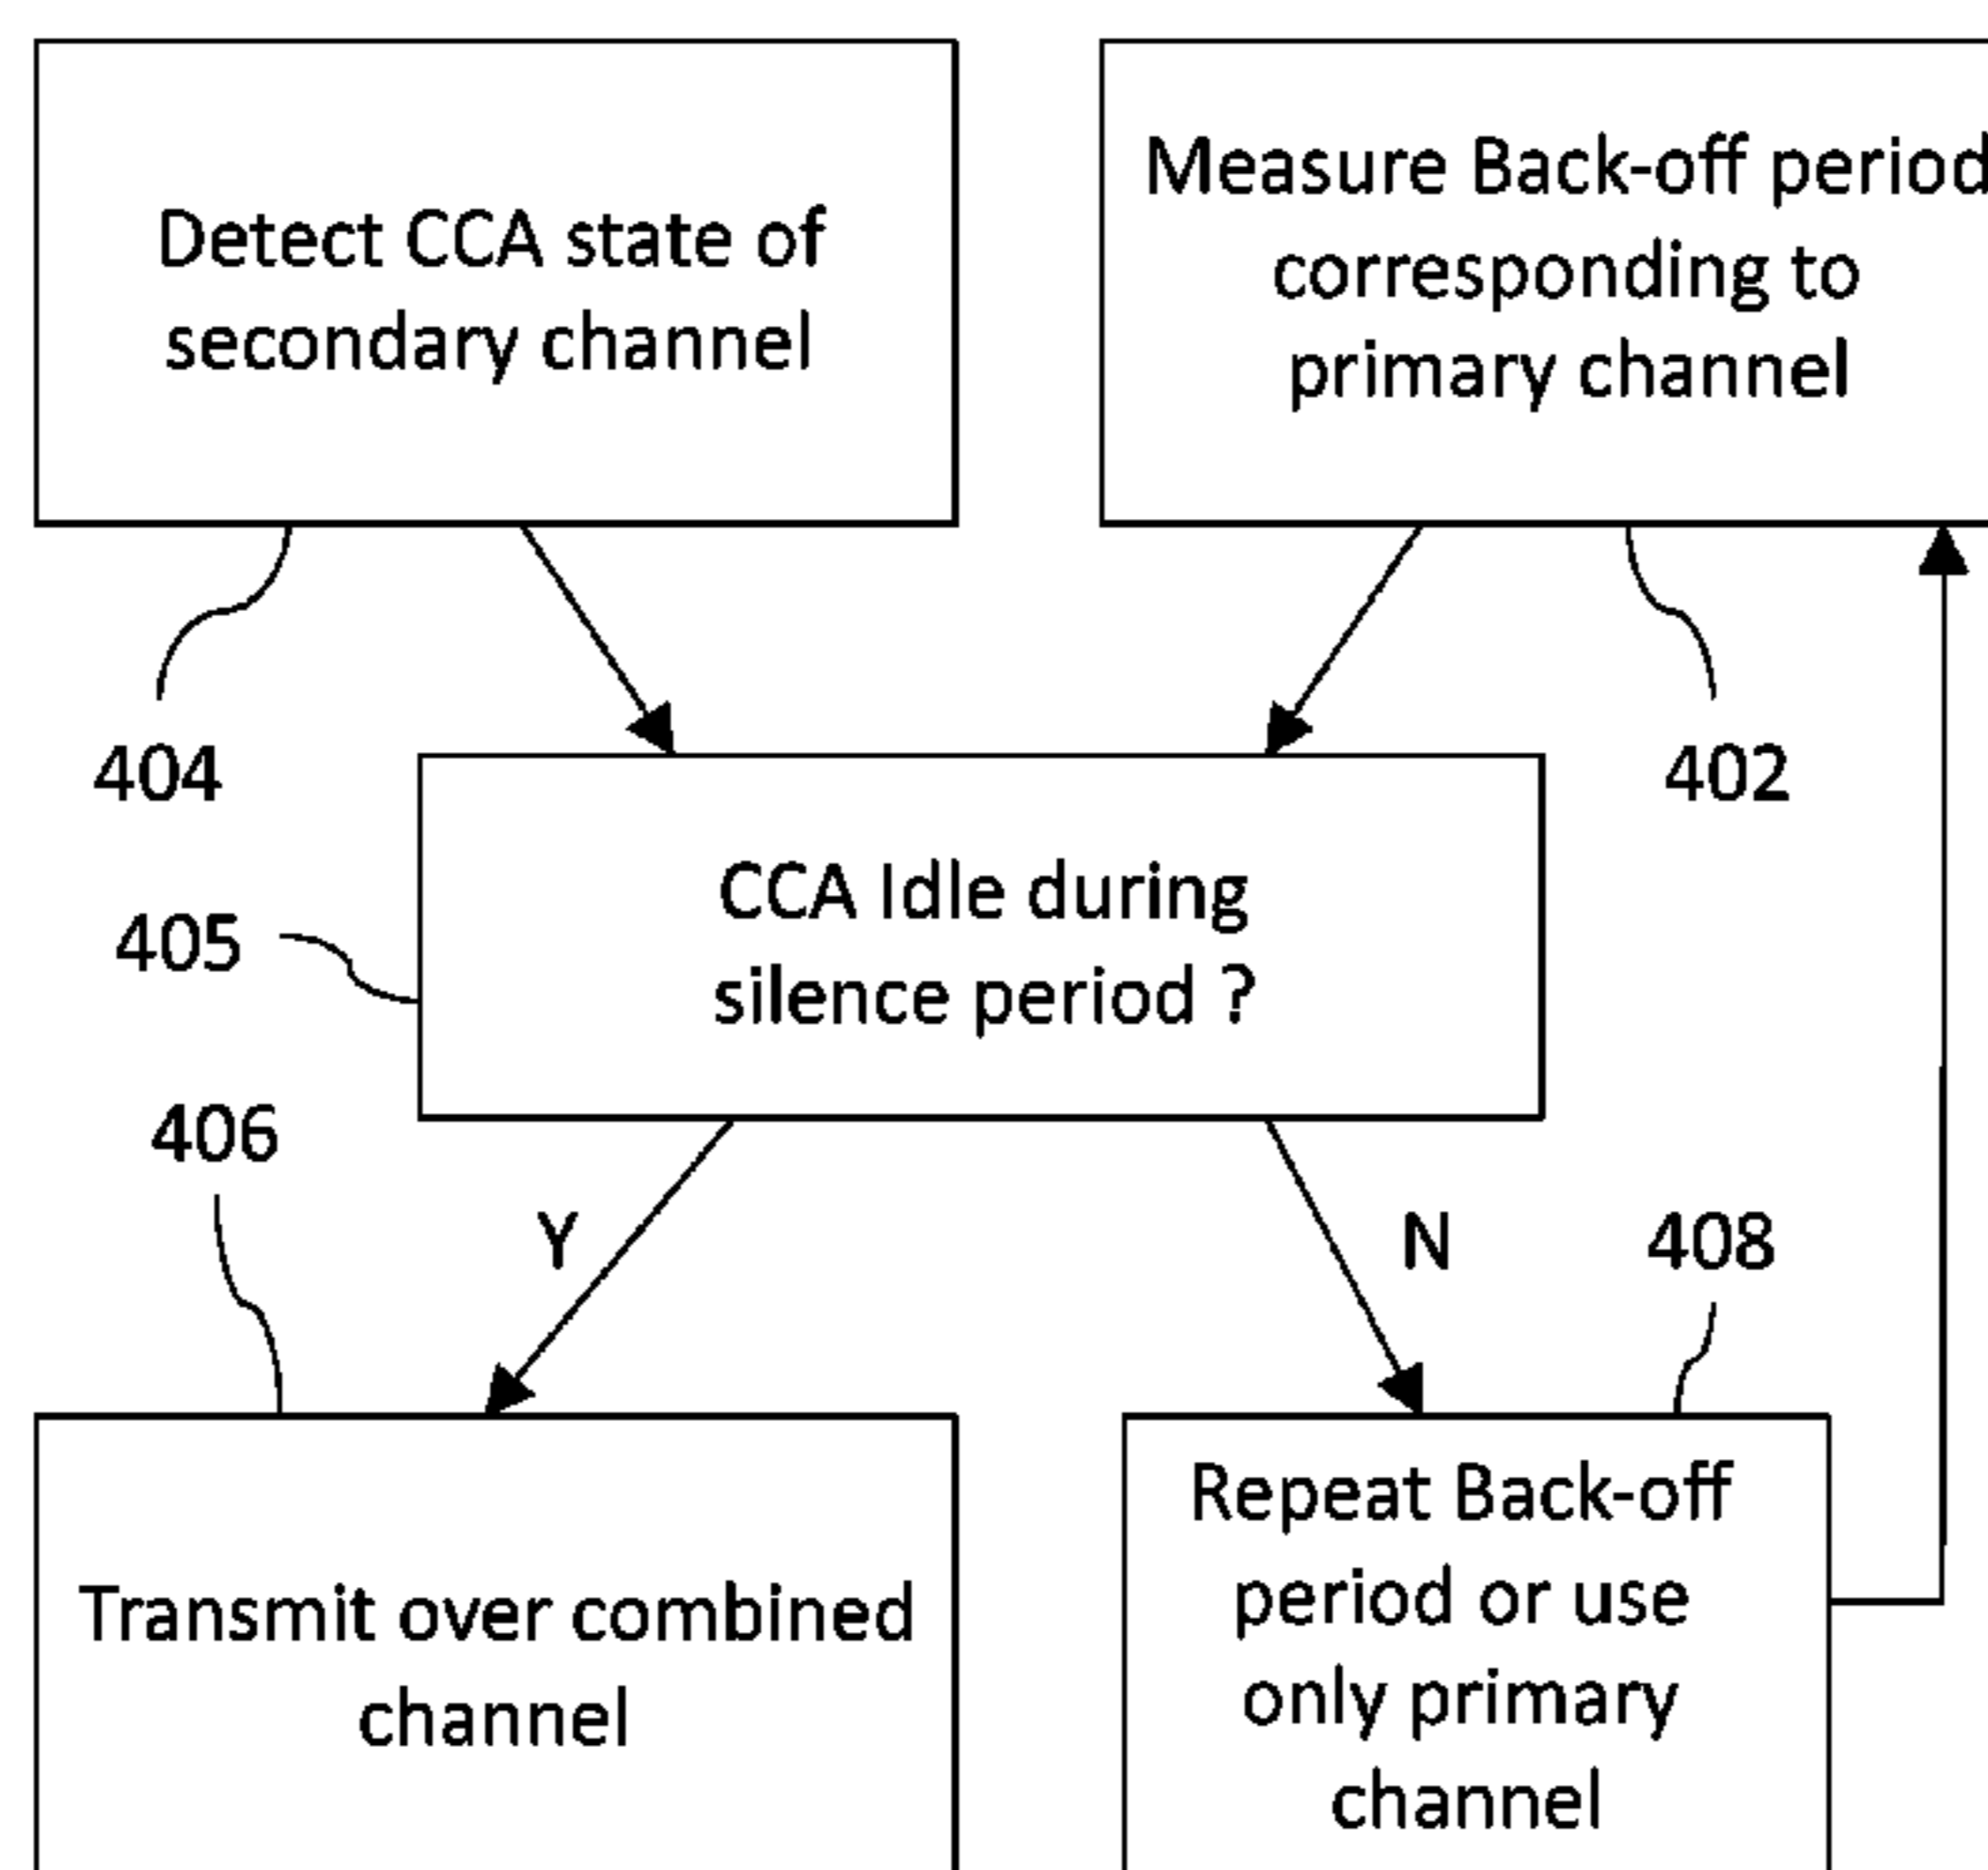 Detect CCA state of
secondary channel
Measure Back-off period
corresponding to
primary channel
404
402
CCA Idle during
silence period ?
405
406
Y
N
408
Transmit over combined
channel
Repeat Back-off
period or use
only primary
channel